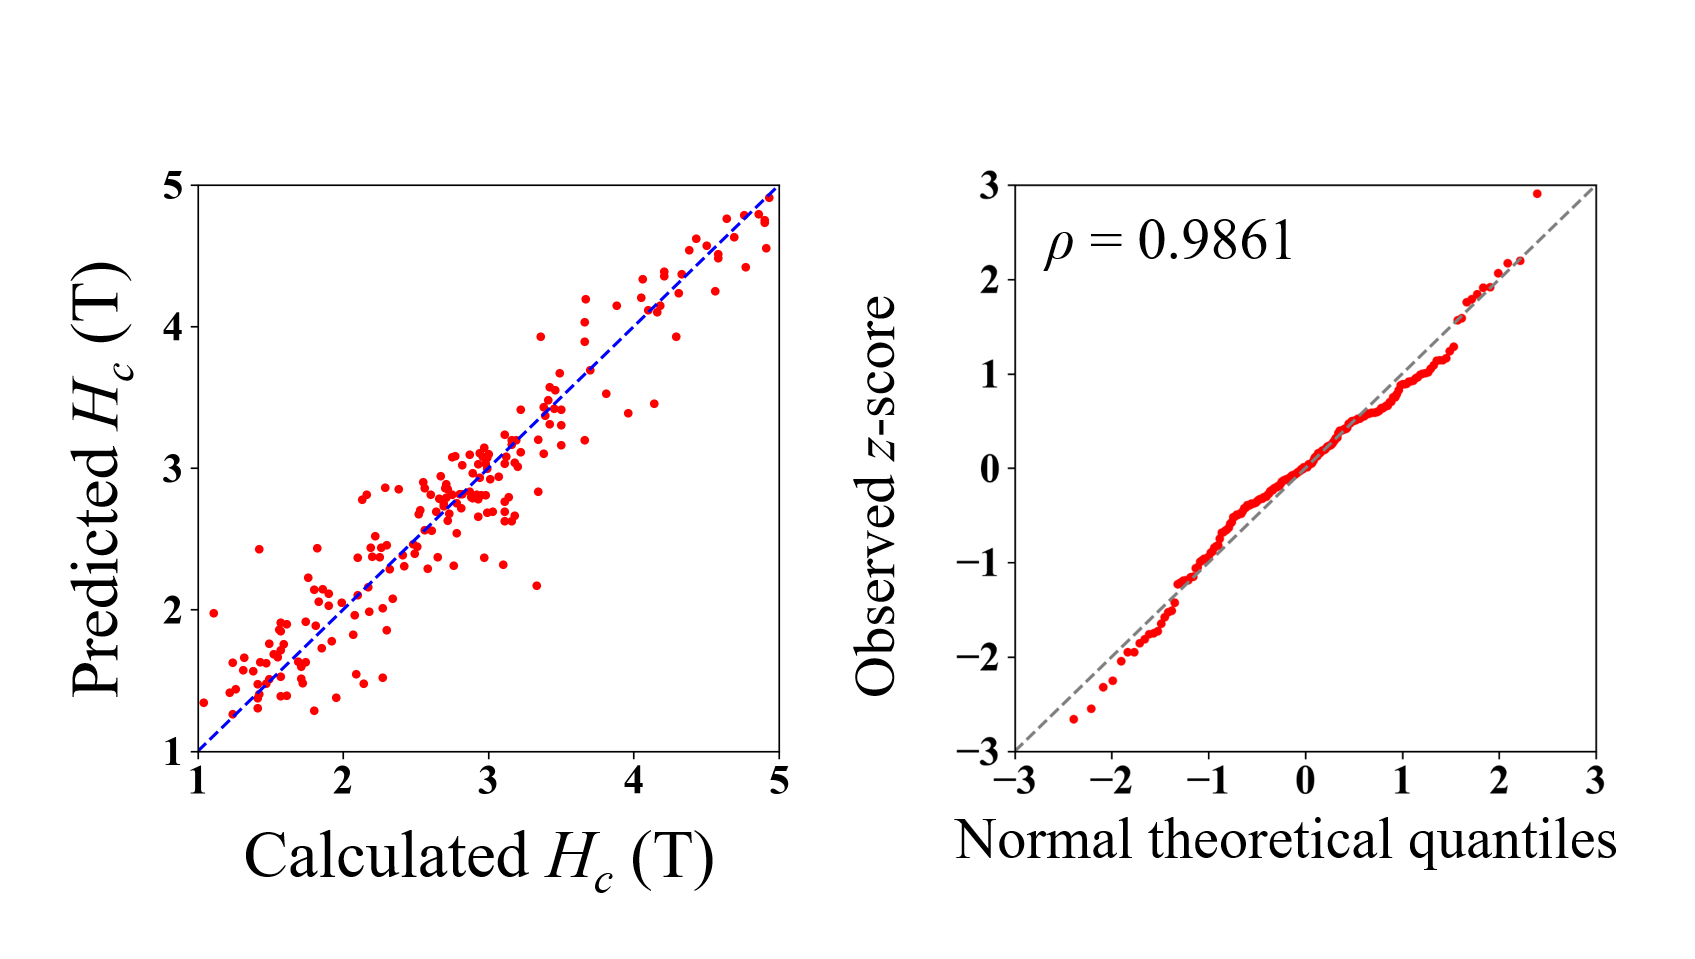 Predicted H_c (T)
5
4
3
2
1
1 2 3 4 5
Calculated H_c (T)
Observed z-score
3
2
1
0
−1
−2
−3
ρ = 0.9861
−3 −2 −1 0 1 2 3
Normal theoretical quantiles